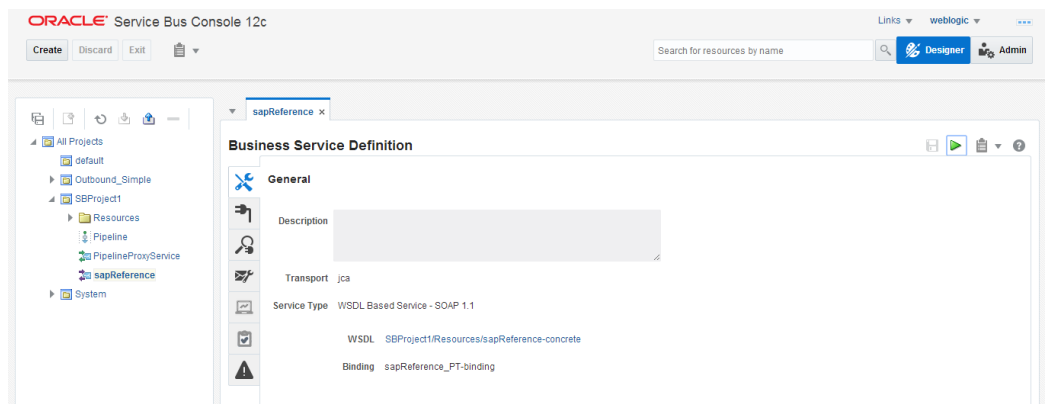 ORACLE Service Bus Console 12c
Links weblogic
Create Discard Exit
Search for resources by name
Designer Admin
sapReference x
All Projects
default
Outbound_Simple
SBProject1
Resources
Pipeline
PipelineProxyService
sapReference
System
Business Service Definition
General
Description
Transport jca
Service Type WSDL Based Service - SOAP 1.1
WSDL SBProject1/Resources/sapReference-concrete
Binding sapReference_PT-binding